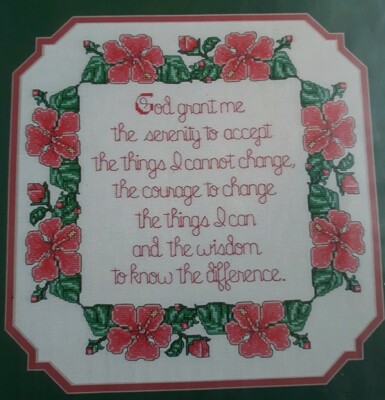 God grant me
the serenity to accept
the things I cannot change,
the courage to change
the things I can
and the wisdom
to know the difference.